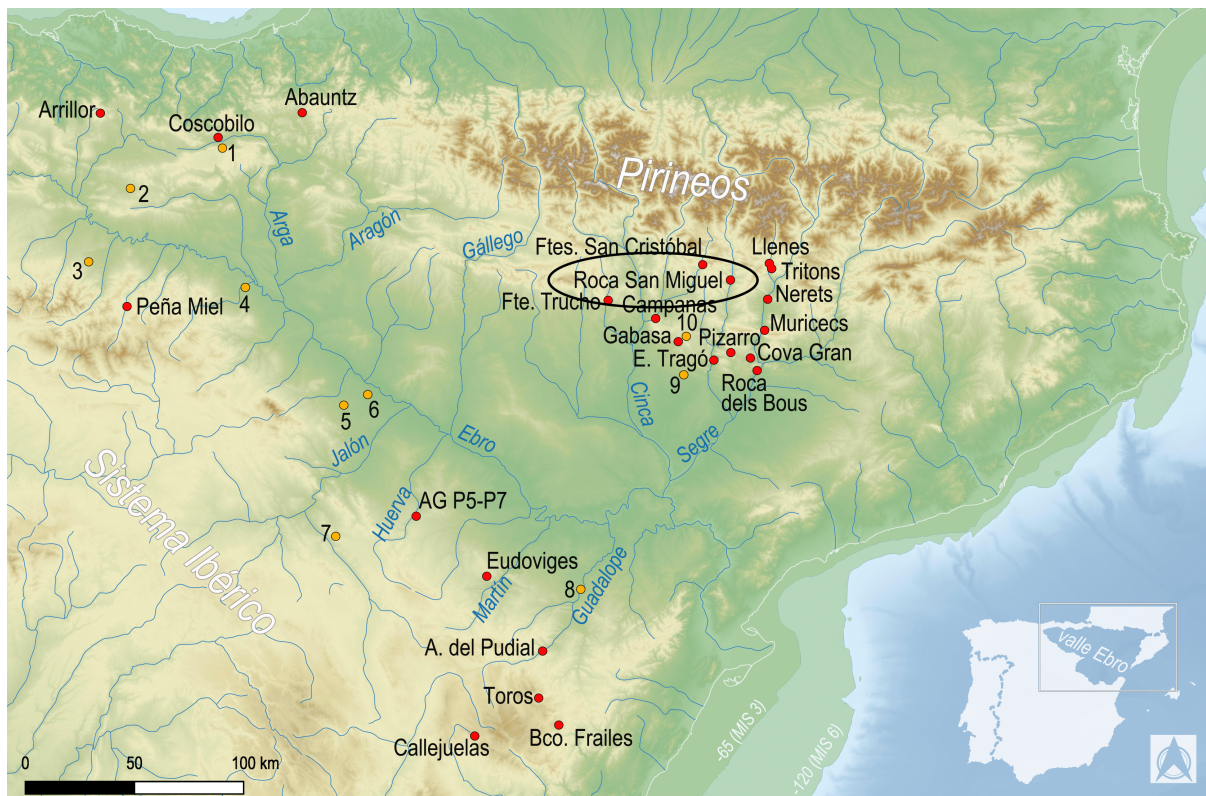 Arrillor
Abauntz
Coscobilo
1
Pirineos
2
Arga
Aragón
Gállego
Ftes. San Cristóbal
Llenes
Tritons
3
Roca San Miguel
Nerets
4
Peña Miel
Fte. Trucho
Campanas
10
Muricecs
Gabasa
Pizarro
E. Tragó
Cova Gran
9
Roca
dels Bous
6
5
Cinca
Jalón
Ebro
Segre
Sistema Ibérico
Huerva
AG P5-P7
7
Eudoviges
Martín
8
Guadalope
A. del Pudial
valle Ebro
Toros
Bco. Frailes
Callejuelas
-65 (MIS 3)
-120 (MIS 6)
0 50 100 km